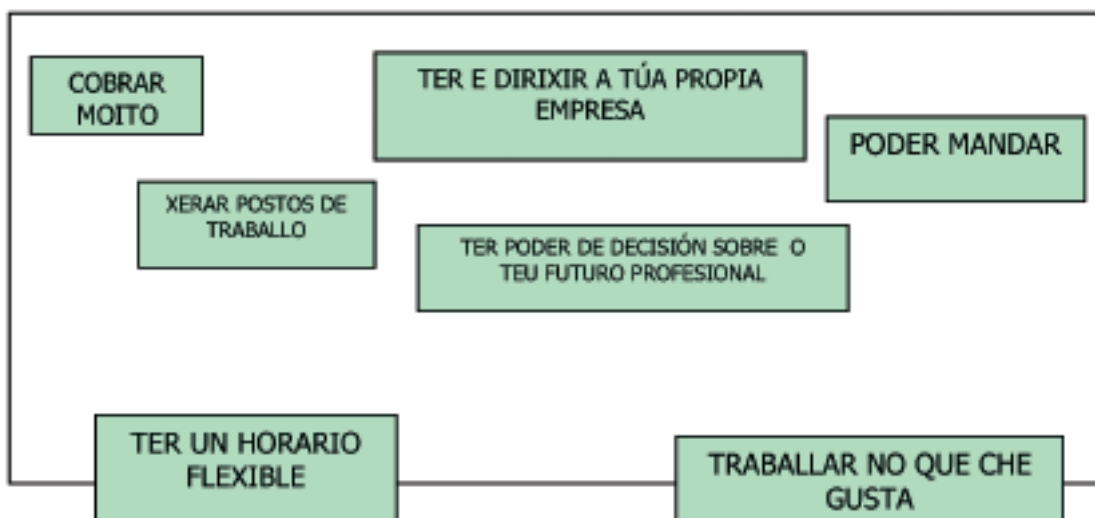 COBRAR
MOITO
TER E DIRIXIR A TÚA PROPIA
EMPRESA
PODER MANDAR
XERAR POSTOS DE
TRABALLO
TER PODER DE DECISIÓN SOBRE O
TEU FUTURO PROFESIONAL
TER UN HORARIO
FLEXIBLE
TRABALLAR NO QUE CHE
GUSTA